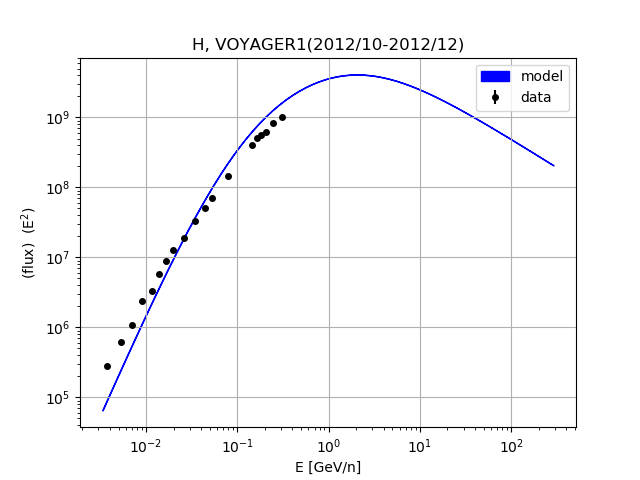 H, VOYAGER1(2012/10-2012/12)
model
data
10⁹
10⁸
10⁷
10⁶
10⁵
(flux) (E²)
10⁻² 10⁻¹ 10⁰ 10¹ 10²
E [GeV/n]